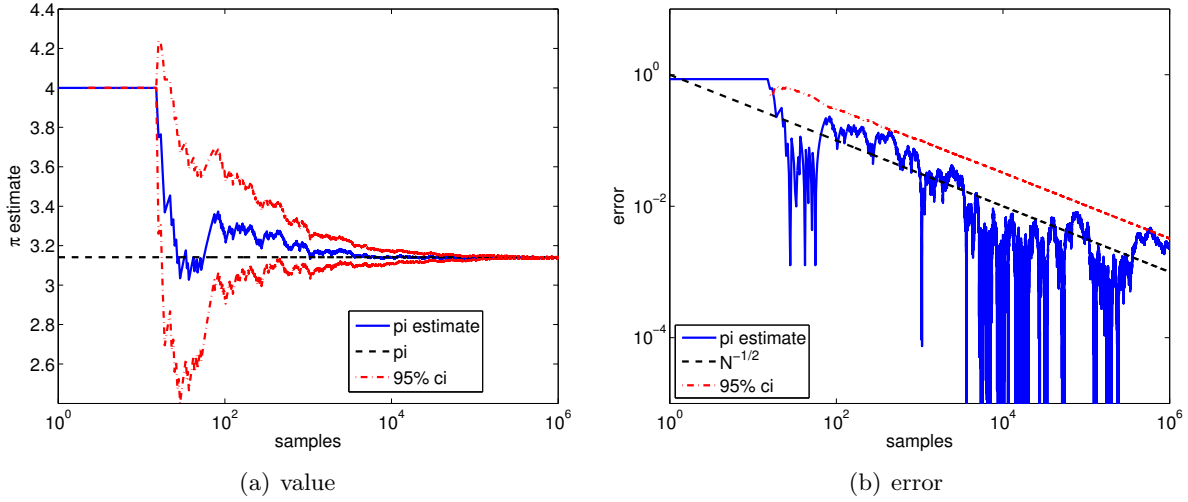 4.4
4.2
4
3.8
3.6
3.4
3.2
3
2.8
2.6
π estimate
10^0
10^2
10^4
10^6
samples
pi estimate
pi
95% ci
(a) value
10^0
10^-2
10^-4
error
10^0
10^2
10^4
10^6
samples
pi estimate
N^-1/2
95% ci
(b) error